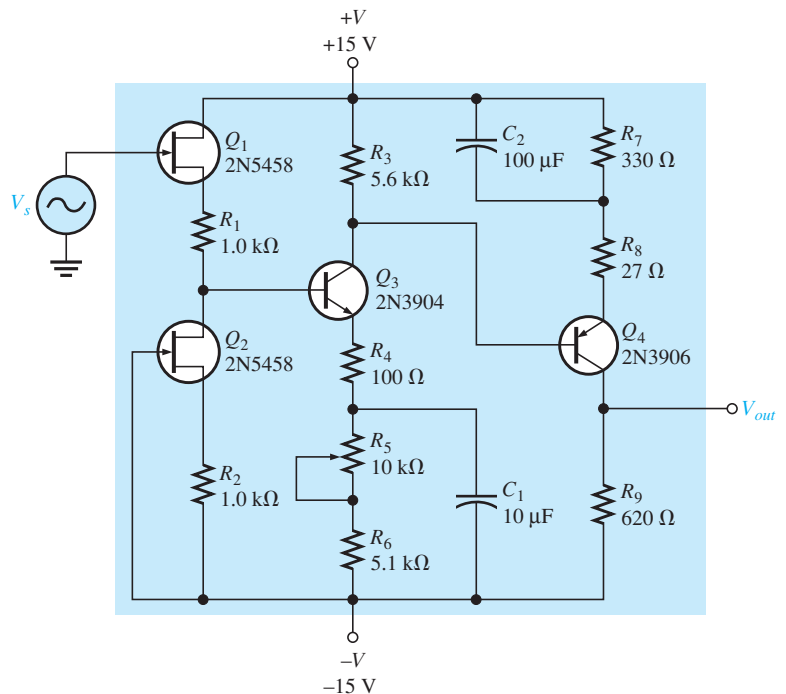 +V
+15 V
Q1
2N5458
Vs
R1
1.0 kΩ
Q2
2N5458
R2
1.0 kΩ
R3
5.6 kΩ
Q3
2N3904
R4
100 Ω
R5
10 kΩ
R6
5.1 kΩ
C2
100 μF
C1
10 μF
R7
330 Ω
R8
27 Ω
Q4
2N3906
Vout
R9
620 Ω
–V
–15 V